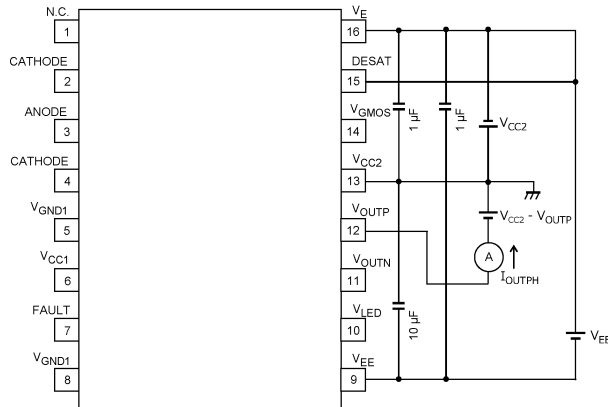 N.C.
1
CATHODE
2
ANODE
3
CATHODE
4
VGND1
5
VCC1
6
FAULT
7
VGND1
8
VE
16
DESAT
15
VGMOS
14
VCC2
13
VOUTP
12
VOUTN
11
VLED
10
VEE
9
1 μF
1 μF
VCC2
VCC2 - VOUTP
A
IOUTPH
10 μF
VEE